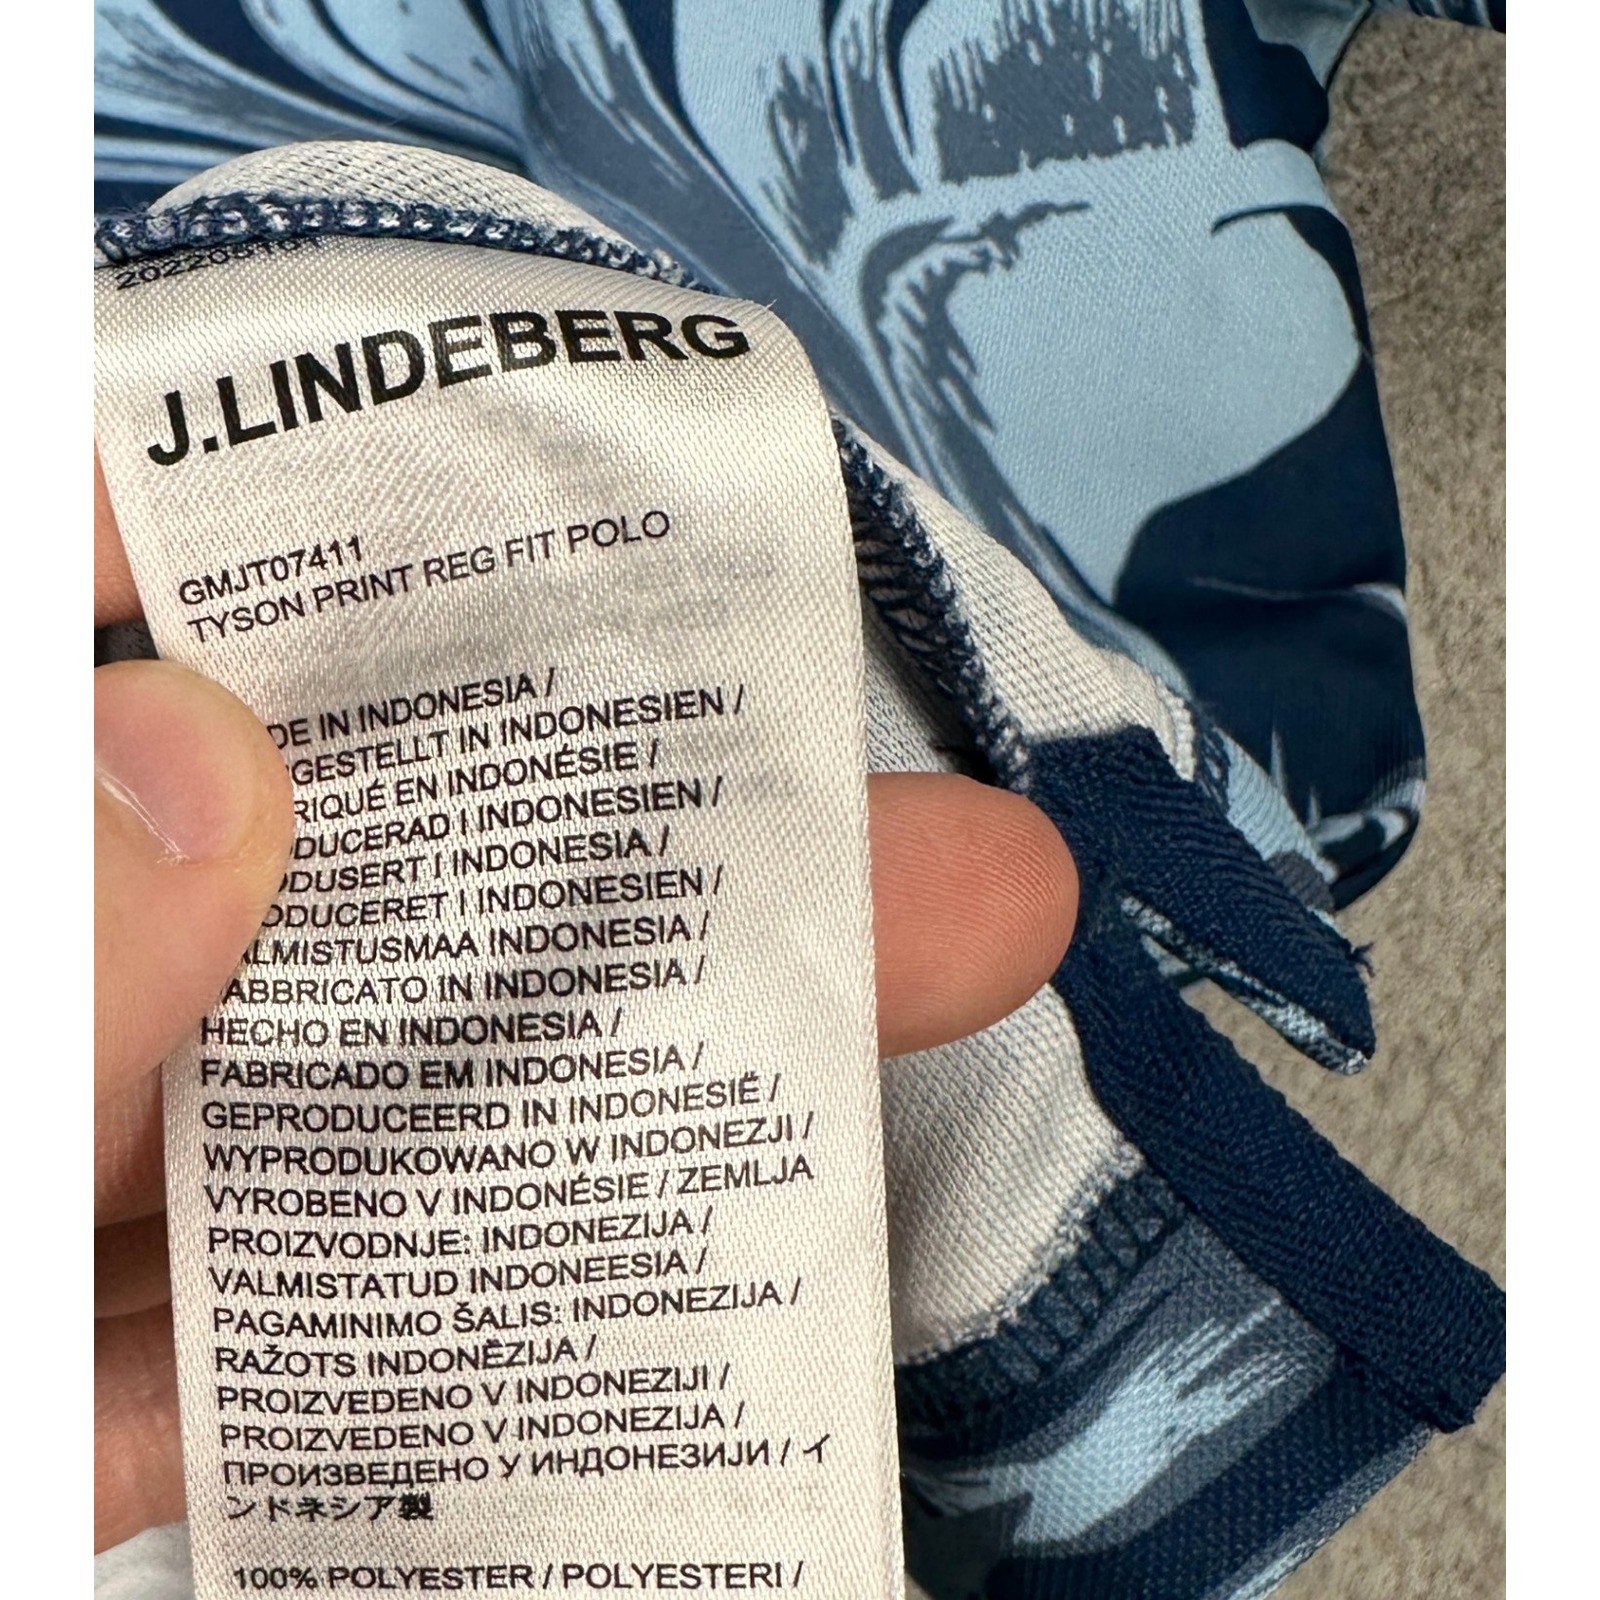 J.LINDEBERG
GMJT07411
TYSON PRINT REG FIT POLO
DE IN INDONESIA /
GESTELLT IN INDONESIEN /
RIQUÉ EN INDONÉSIE /
DUCERAD I INDONESIEN /
ODUSERT I INDONESIA /
ODUCERET I INDONESIEN /
ALMISTUSMAA INDONESIA /
FABBRICATO IN INDONESIA /
HECHO EN INDONESIA /
FABRICADO EM INDONESIA /
GEPRODUCEERD IN INDONESIË /
WYPRODUKOWANO W INDONEZJI /
VYROBENO V INDONÉSIE / ZEMLJA
PROIZVODNJE: INDONEZIJA /
VALMISTATUD INDONEESIA /
PAGAMINIMO ŠALIS: INDONEZIJA /
RAŽOTS INDONĒZIJA /
PROIZVEDENO V INDONEZIJI /
PROIZVEDENO V INDONEZIJA /
ПРОИЗВЕДЕНО У ИНДОНЕЗИЈИ / イ
ンドネシア製
100% POLYESTER / POLYESTERI /